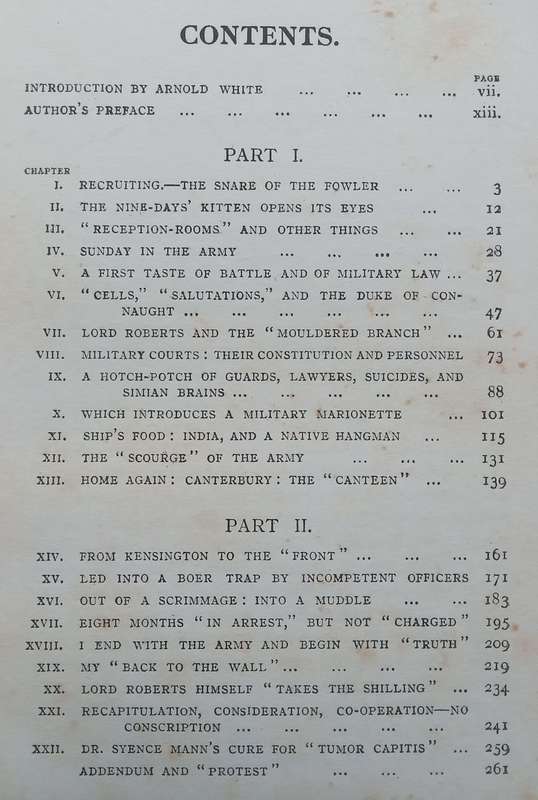 CONTENTS.
PAGE
INTRODUCTION BY ARNOLD WHITE ... ... ... ... vii.
AUTHOR'S PREFACE ... ... ... ... ... ... xiii.
PART I.
CHAPTER
I. RECRUITING.—THE SNARE OF THE FOWLER ... ... 3
II. THE NINE-DAYS' KITTEN OPENS ITS EYES ... 12
III. "RECEPTION-ROOMS" AND OTHER THINGS ... ... 21
IV. SUNDAY IN THE ARMY ... ... ... ... 28
V. A FIRST TASTE OF BATTLE AND OF MILITARY LAW ... 37
VI. "CELLS," "SALUTATIONS," AND THE DUKE OF CON-
NAUGHT ... ... ... ... ... ... 47
VII. LORD ROBERTS AND THE "MOULDERED BRANCH" ... 61
VIII. MILITARY COURTS: THEIR CONSTITUTION AND PERSONNEL 73
IX. A HOTCH-POTCH OF GUARDS, LAWYERS, SUICIDES, AND
SIMIAN BRAINS ... ... ... ... ... 88
X. WHICH INTRODUCES A MILITARY MARIONETTE ... 101
XI. SHIP'S FOOD: INDIA, AND A NATIVE HANGMAN ... 115
XII. THE "SCOURGE" OF THE ARMY ... ... ... 131
XIII. HOME AGAIN: CANTERBURY: THE "CANTEEN" ... 139
PART II.
XIV. FROM KENSINGTON TO THE "FRONT" ... ... ... 161
XV. LED INTO A BOER TRAP BY INCOMPETENT OFFICERS 171
XVI. OUT OF A SCRIMMAGE: INTO A MUDDLE ... ... 183
XVII. EIGHT MONTHS "IN ARREST," BUT NOT "CHARGED" 195
XVIII. I END WITH THE ARMY AND BEGIN WITH "TRUTH" 209
XIX. MY "BACK TO THE WALL" ... ... ... ... 219
XX. LORD ROBERTS HIMSELF "TAKES THE SHILLING" ... 234
XXI. RECAPITULATION, CONSIDERATION, CO-OPERATION—NO
CONSCRIPTION ... ... ... ... ... 241
XXII. DR. SYENCE MANN'S CURE FOR "TUMOR CAPITIS" ... 259
ADDENDUM AND "PROTEST" ... ... ... 261